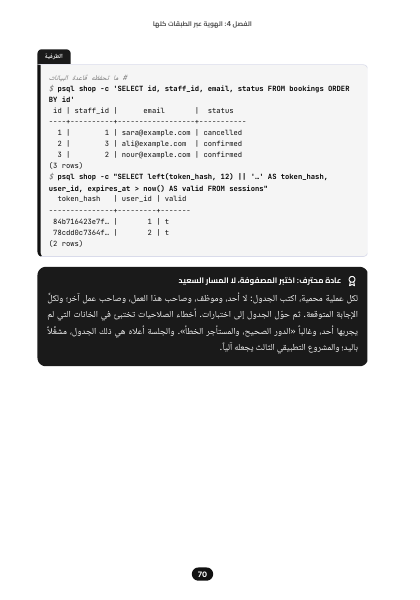 الفصل 4: الهوية عبر الطبقات كلها
الطرفية
# ما تحفظه قاعدة البيانات
$ psql shop -c 'SELECT id, staff_id, email, status FROM bookings ORDER
BY id'
id | staff_id | email | status
----+----------+------------------+-----------
1 | 1 | sara@example.com | cancelled
2 | 3 | ali@example.com | confirmed
3 | 2 | nour@example.com | confirmed
(3 rows)
$ psql shop -c "SELECT left(token_hash, 12) || '…' AS token_hash,
user_id, expires_at > now() AS valid FROM sessions"
token_hash | user_id | valid
---------------+---------+-------
84b716423e7f… | 1 | t
78cdd0c7364f… | 2 | t
(2 rows)
عادة محترف: اختبر المصفوفة، لا المسار السعيد
لكل عملية محمية، اكتب الجدول: لا أحد، وموظف، وصاحب هذا العمل، وصاحب عمل آخر؛ ولكلٍّ
الإجابة المتوقعة. ثم حوّل الجدول إلى اختبارات. أخطاء الصلاحيات تختبئ في الخانات التي لم
يجربها أحد، وغالباً «الدور الصحيح، والمستأجر الخطأ». والجلسة أعلاه هي ذلك الجدول، مشغّلاً
باليد؛ والمشروع التطبيقي الثالث يجعله آلياً.
70